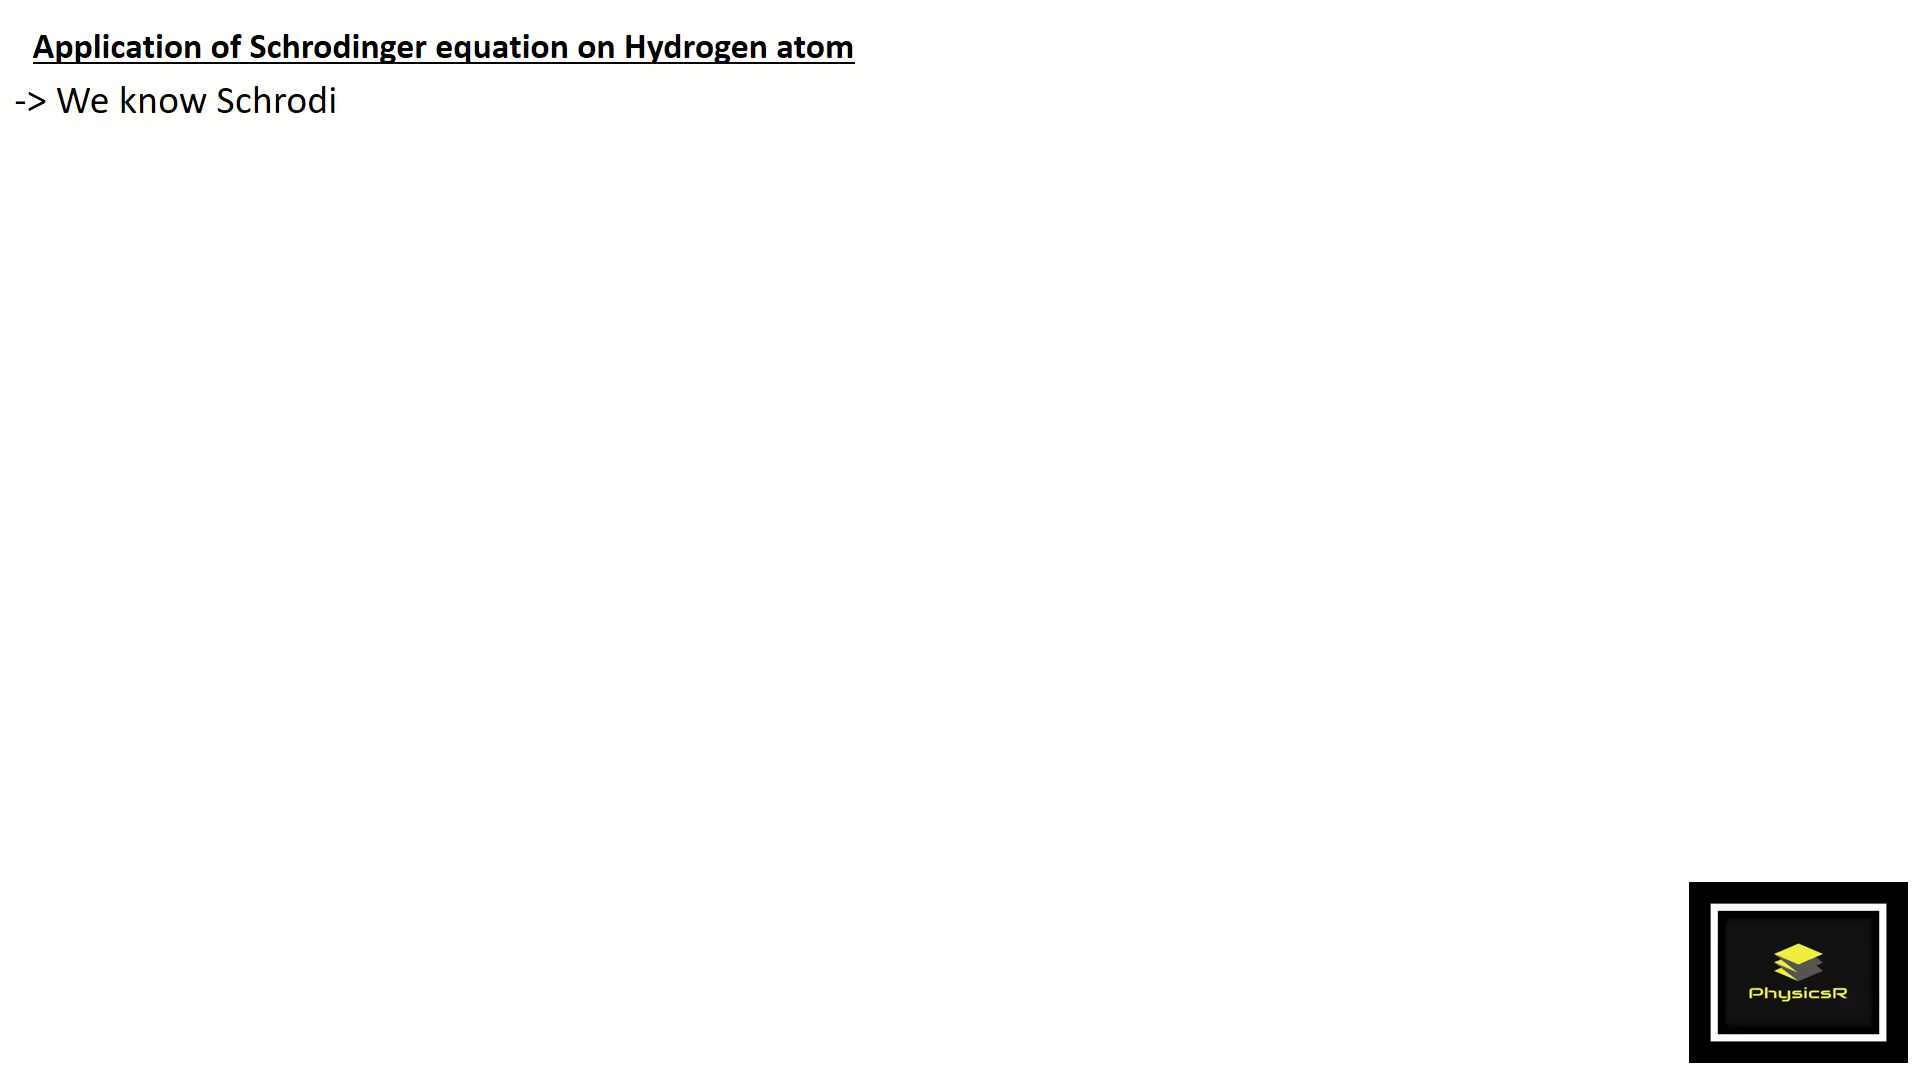 Application of Schrodinger equation on Hydrogen atom
-> We know Schrodi
PhysicsR